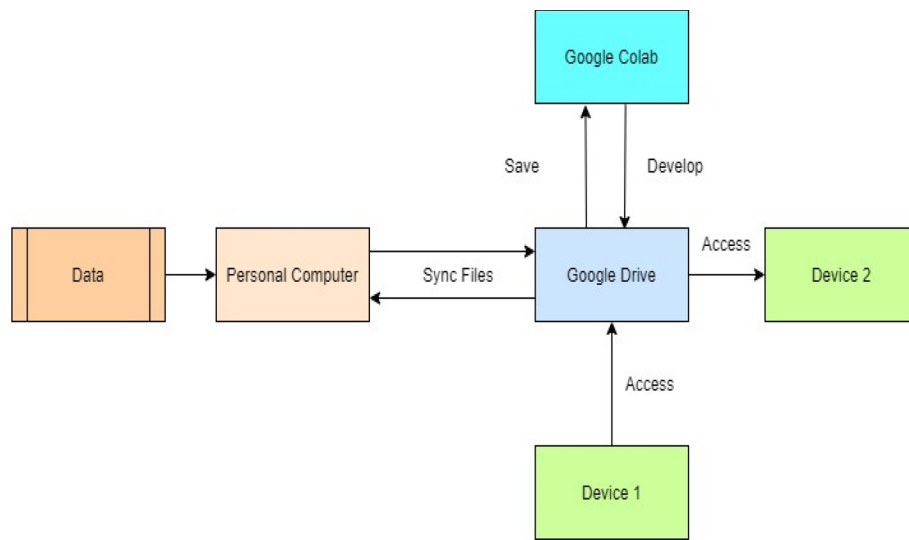 Google Colab
Save
Develop
Data
Personal Computer
Sync Files
Google Drive
Access
Device 2
Access
Device 1